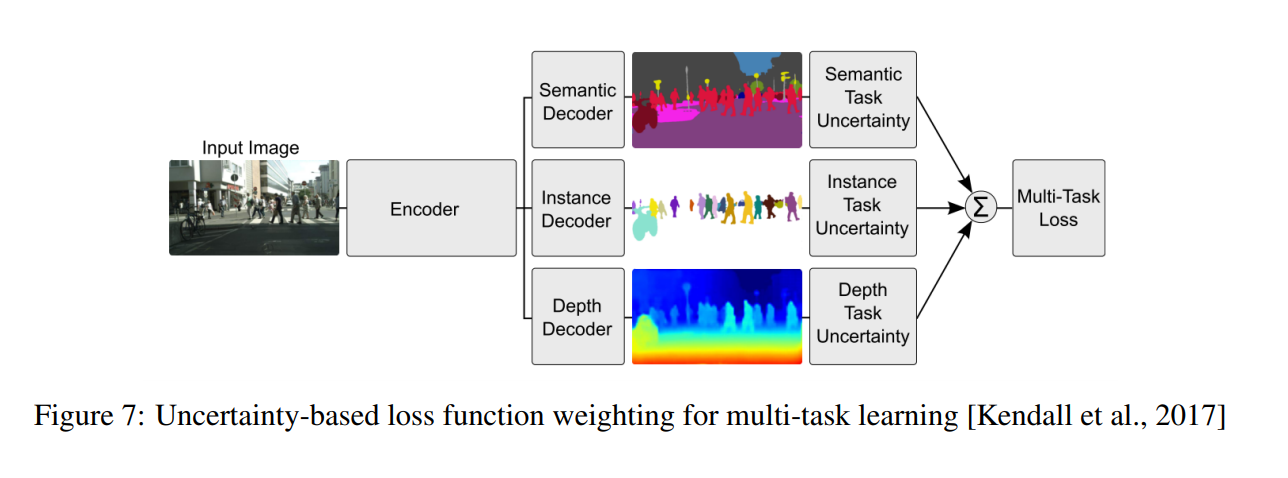 Input Image
Encoder
Semantic
Decoder
Instance
Decoder
Depth
Decoder
Semantic
Task
Uncertainty
Instance
Task
Uncertainty
Depth
Task
Uncertainty
Σ
Multi-Task
Loss
Figure 7: Uncertainty-based loss function weighting for multi-task learning [Kendall et al., 2017]